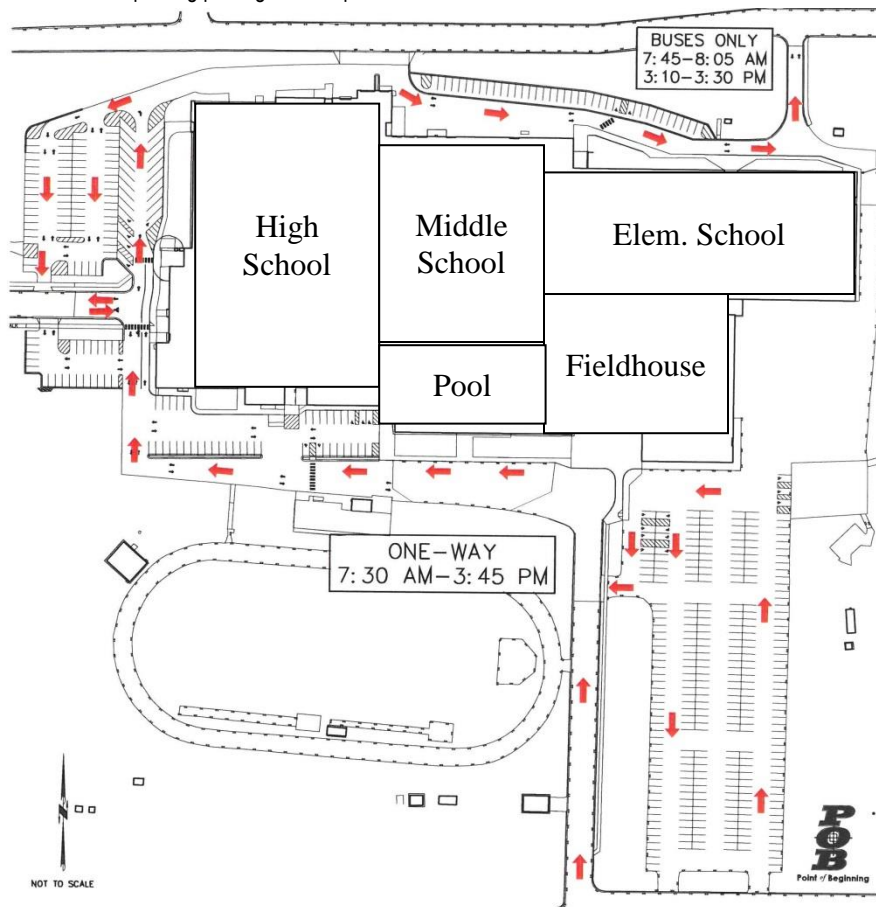 BUSES ONLY
7:45-8:05 AM
3:10-3:30 PM
High
School
Middle
School
Elem. School
Pool
Fieldhouse
ONE-WAY
7:30 AM-3:45 PM
N
NOT TO SCALE
POB
Point of Beginning